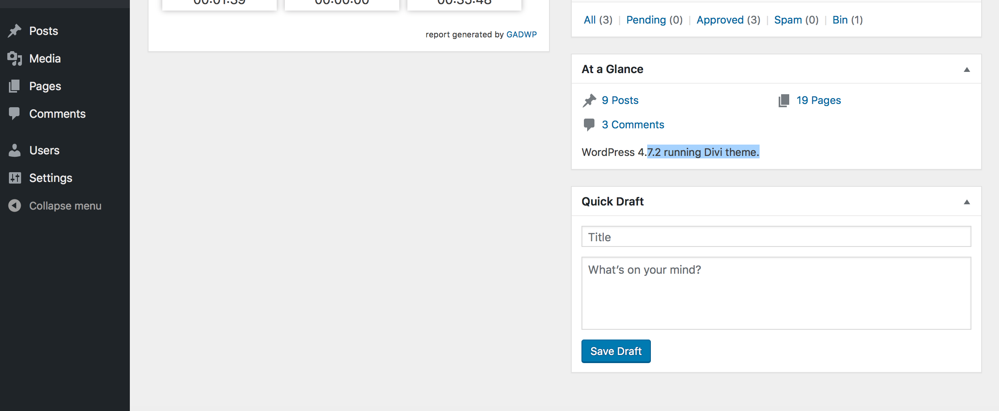 00:01:39
00:00:00
00:35:48
report generated by GADWP
Posts
Media
Pages
Comments
Users
Settings
Collapse menu
All (3) | Pending (0) | Approved (3) | Spam (0) | Bin (1)
At a Glance
9 Posts
19 Pages
3 Comments
WordPress 4.7.2 running Divi theme.
Quick Draft
Title
What’s on your mind?
Save Draft